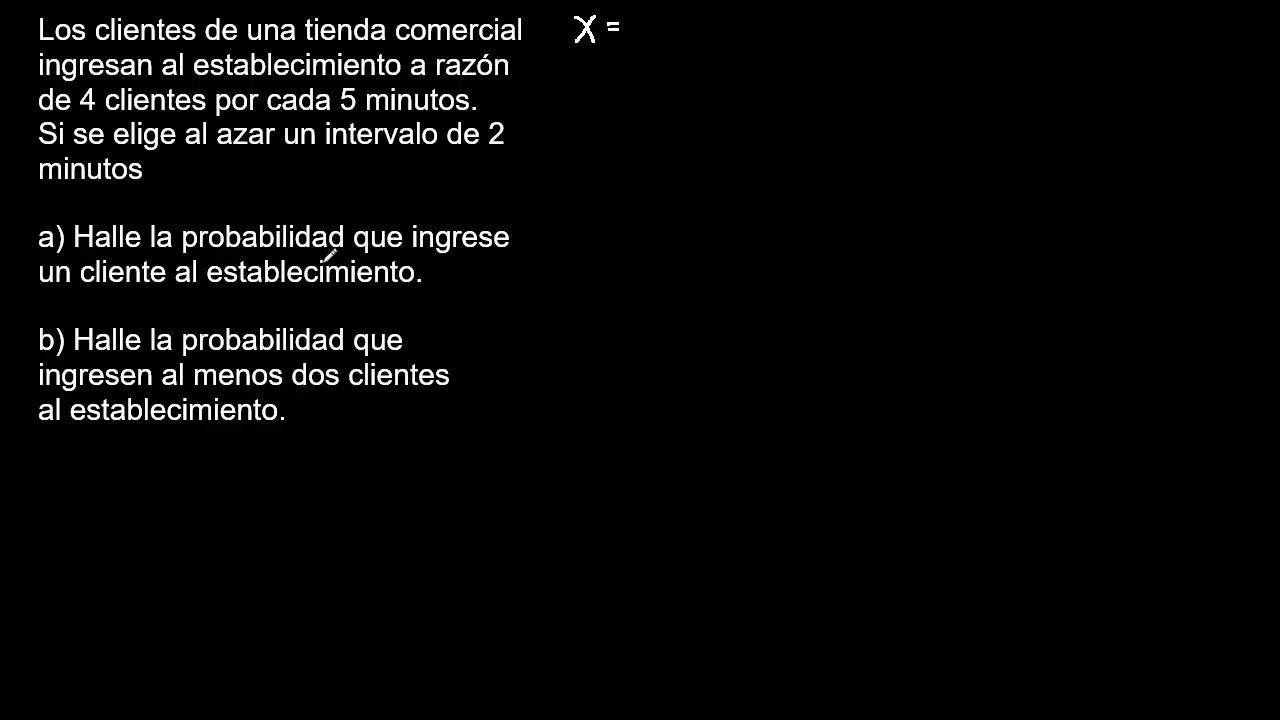 Los clientes de una tienda comercial
ingresan al establecimiento a razón
de 4 clientes por cada 5 minutos.
Si se elige al azar un intervalo de 2
minutos
a) Halle la probabilidad que ingrese
un cliente al establecimiento.
b) Halle la probabilidad que
ingresen al menos dos clientes
al establecimiento.
X =